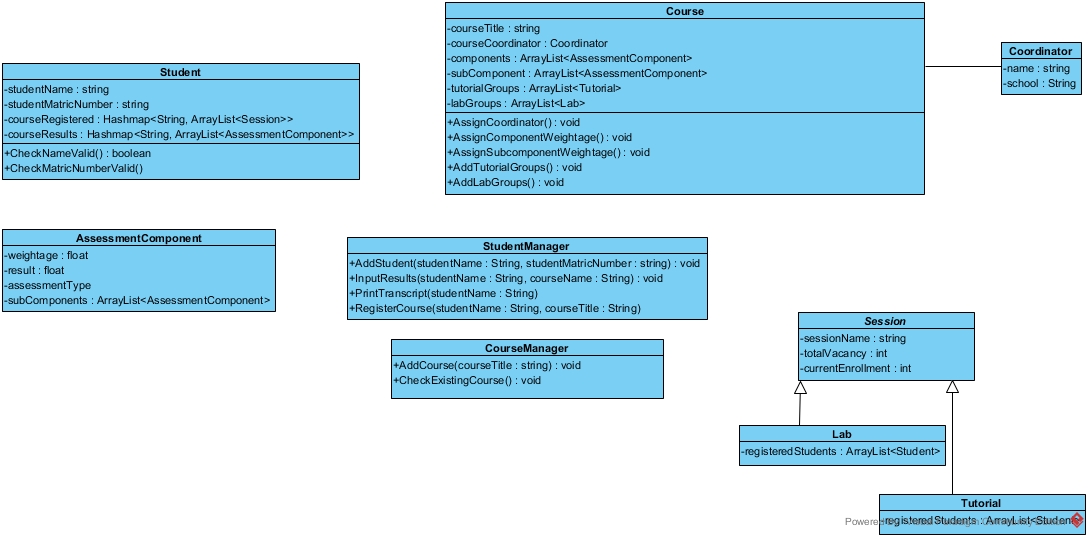 Course
-courseTitle : string
-courseCoordinator : Coordinator
-components : ArrayList<AssessmentComponent>
-subComponent : ArrayList<AssessmentComponent>
-tutorialGroups : ArrayList<Tutorial>
-labGroups : ArrayList<Lab>
+AssignCoordinator() : void
+AssignComponentWeightage() : void
+AssignSubcomponentWeightage() : void
+AddTutorialGroups() : void
+AddLabGroups() : void
Coordinator
-name : string
-school : String
Student
-studentName : string
-studentMatricNumber : string
-courseRegistered : Hashmap<String, ArrayList<Session>>
-courseResults : Hashmap<String, ArrayList<AssessmentComponent>>
+CheckNameValid() : boolean
+CheckMatricNumberValid()
AssessmentComponent
-weightage : float
-result : float
-assessmentType
-subComponents : ArrayList<AssessmentComponent>
StudentManager
+AddStudent(studentName : String, studentMatricNumber : string) : void
+InputResults(studentName : String, courseName : String) : void
+PrintTranscript(studentName : String)
+RegisterCourse(studentName : String, courseTitle : String)
CourseManager
+AddCourse(courseTitle : string) : void
+CheckExistingCourse() : void
Session
-sessionName : string
-totalVacancy : int
-currentEnrollment : int
Lab
-registeredStudents : ArrayList<Student>
Tutorial
-registeredStudents : ArrayList<Student>
Powered